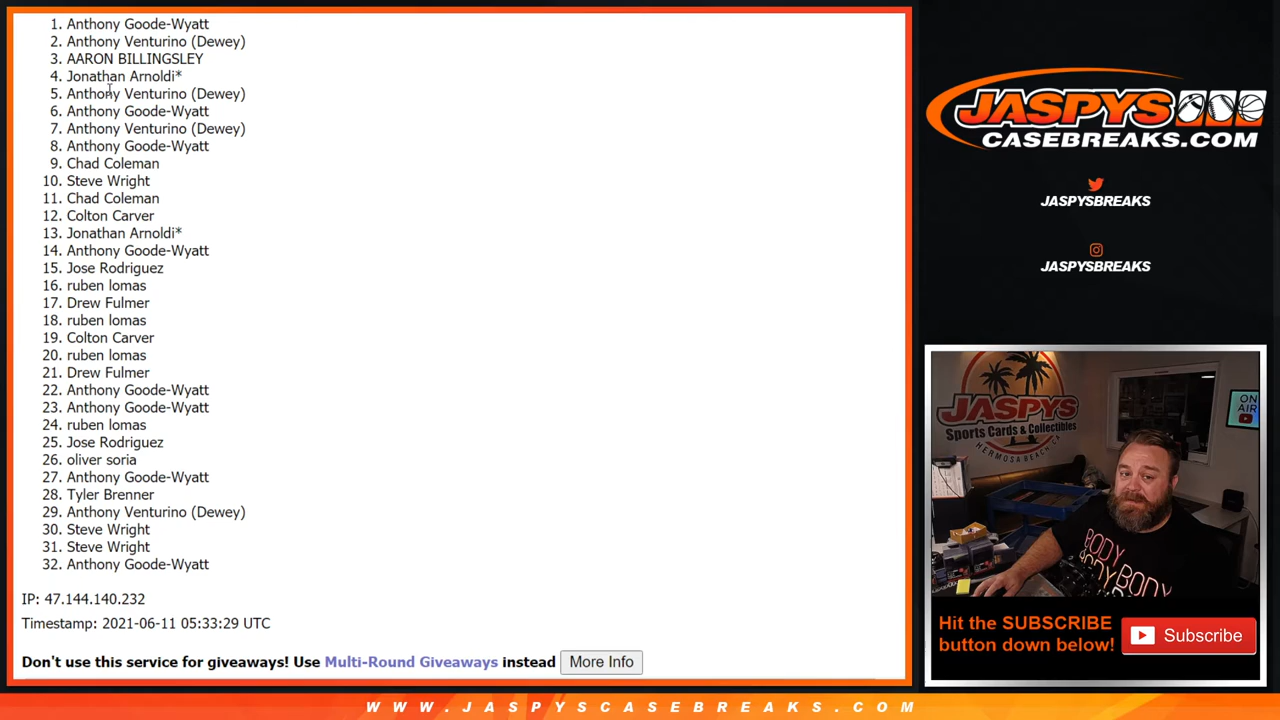 1. Anthony Goode-Wyatt
2. Anthony Venturino (Dewey)
3. AARON BILLINGSLEY
4. Jonathan Arnoldi*
5. Anthony Venturino (Dewey)
6. Anthony Goode-Wyatt
7. Anthony Venturino (Dewey)
8. Anthony Goode-Wyatt
9. Chad Coleman
10. Steve Wright
11. Chad Coleman
12. Colton Carver
13. Jonathan Arnoldi*
14. Anthony Goode-Wyatt
15. Jose Rodriguez
16. ruben lomas
17. Drew Fulmer
18. ruben lomas
19. Colton Carver
20. ruben lomas
21. Drew Fulmer
22. Anthony Goode-Wyatt
23. Anthony Goode-Wyatt
24. ruben lomas
25. Jose Rodriguez
26. oliver soria
27. Anthony Goode-Wyatt
28. Tyler Brenner
29. Anthony Venturino (Dewey)
30. Steve Wright
31. Steve Wright
32. Anthony Goode-Wyatt
IP: 47.144.140.232
Timestamp: 2021-06-11 05:33:29 UTC
Don't use this service for giveaways! Use Multi-Round Giveaways instead More Info
JASPYS
CASEBREAKS.COM
JASPYSBREAKS
JASPYSBREAKS
JASPYS
Sports Cards & Collectibles
HERMOSA BEACH CA
ON
AIR
BODY
BODY
BODY
Hit the SUBSCRIBE
button down below!
Subscribe
WWW.JASPYSCASEBREAKS.COM